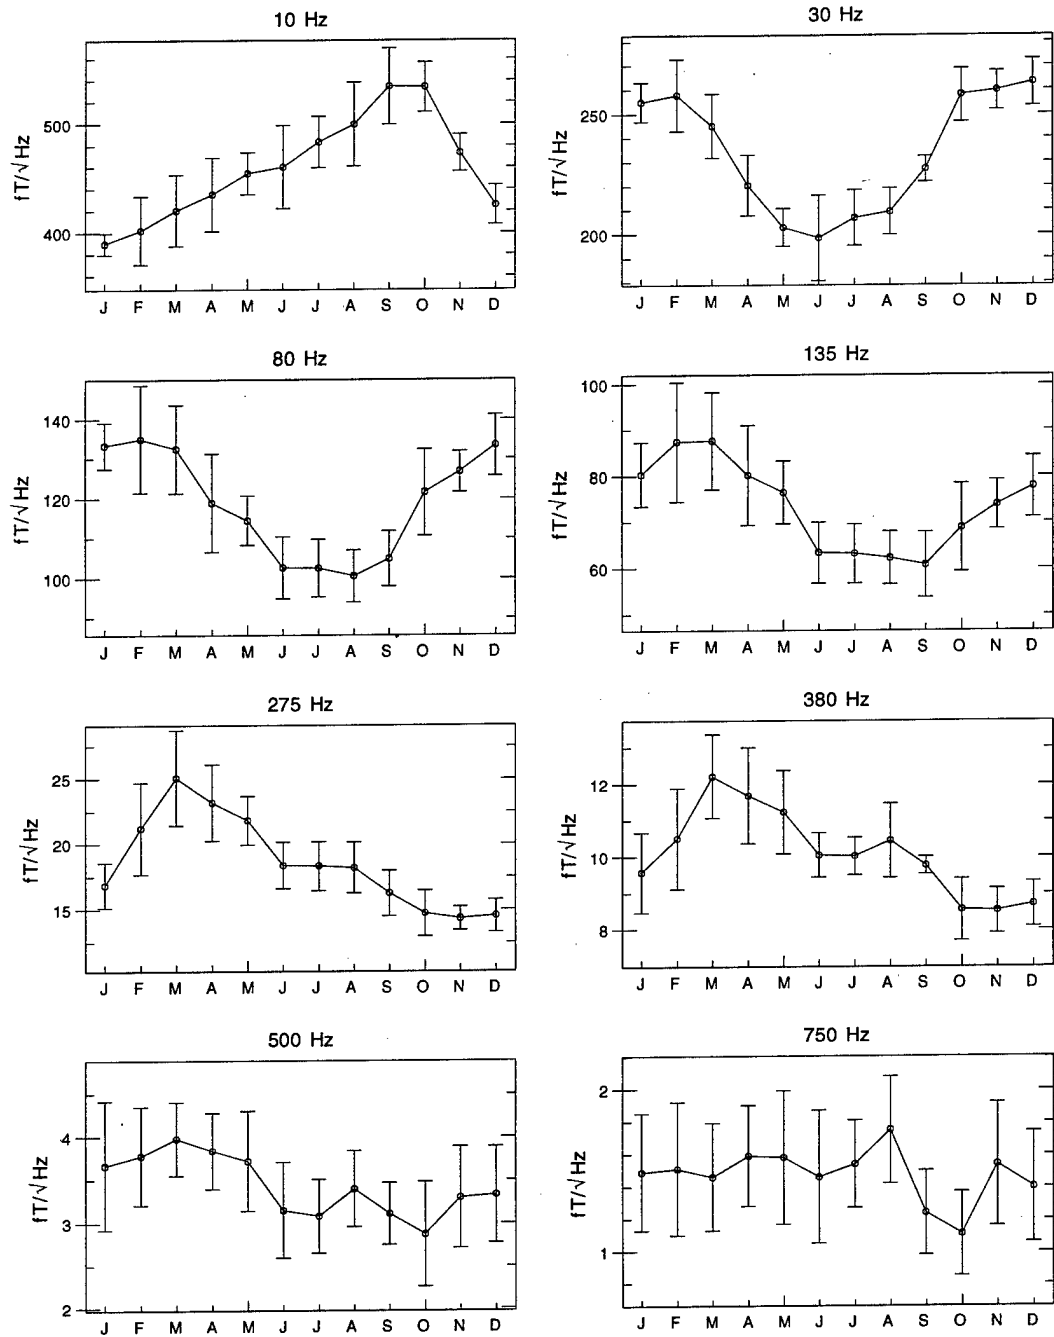 10 Hz
30 Hz
fT/√Hz
500
400
J F M A M J J A S O N D
fT/√Hz
250
200
J F M A M J J A S O N D
80 Hz
135 Hz
fT/√Hz
140
120
100
J F M A M J J A S O N D
fT/√Hz
100
80
60
J F M A M J J A S O N D
275 Hz
380 Hz
fT/√Hz
25
20
15
J F M A M J J A S O N D
fT/√Hz
12
10
8
J F M A M J J A S O N D
500 Hz
750 Hz
fT/√Hz
4
3
2
J F M A M J J A S O N D
fT/√Hz
2
1
J F M A M J J A S O N D